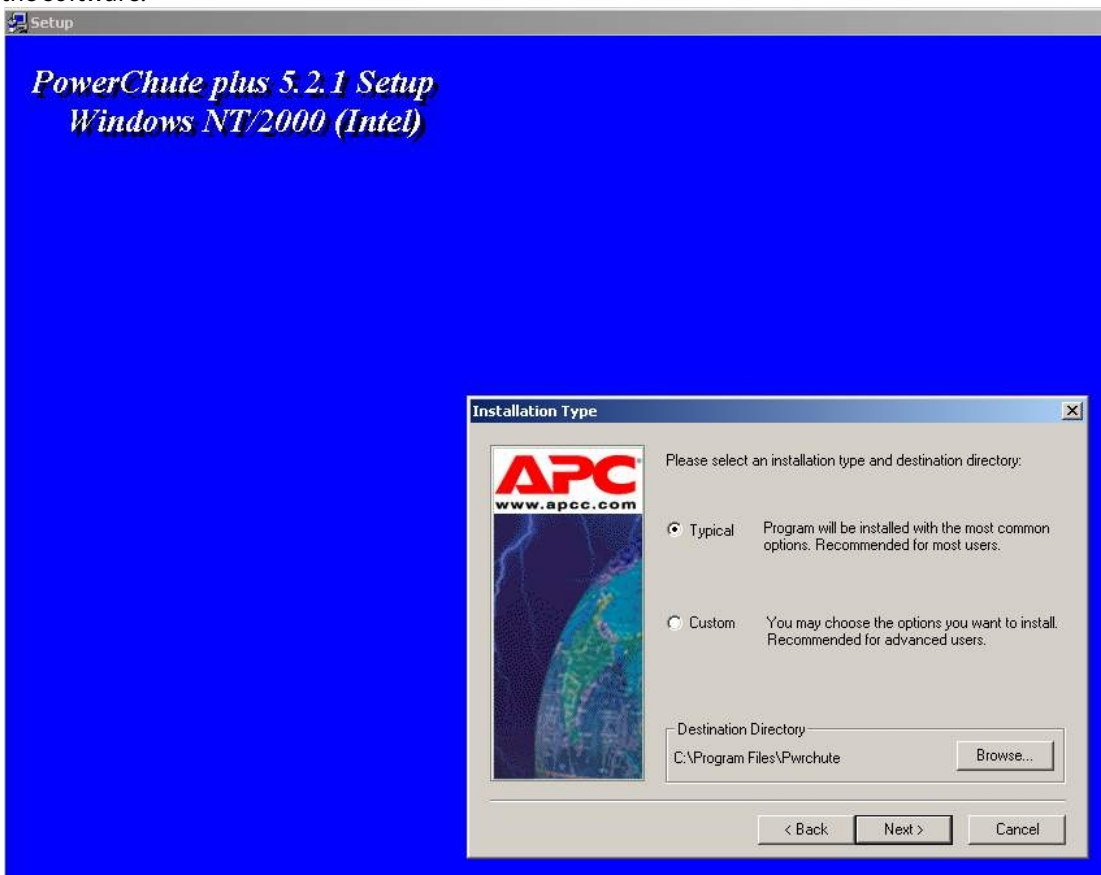 the software.
Setup
PowerChute plus 5.2.1 Setup
Windows NT/2000 (Intel)
Installation Type
APC
www.apcc.com
Please select an installation type and destination directory:
Typical
Program will be installed with the most common
options. Recommended for most users.
Custom
You may choose the options you want to install.
Recommended for advanced users.
Destination Directory
C:\Program Files\Pwrchute
Browse...
< Back
Next >
Cancel